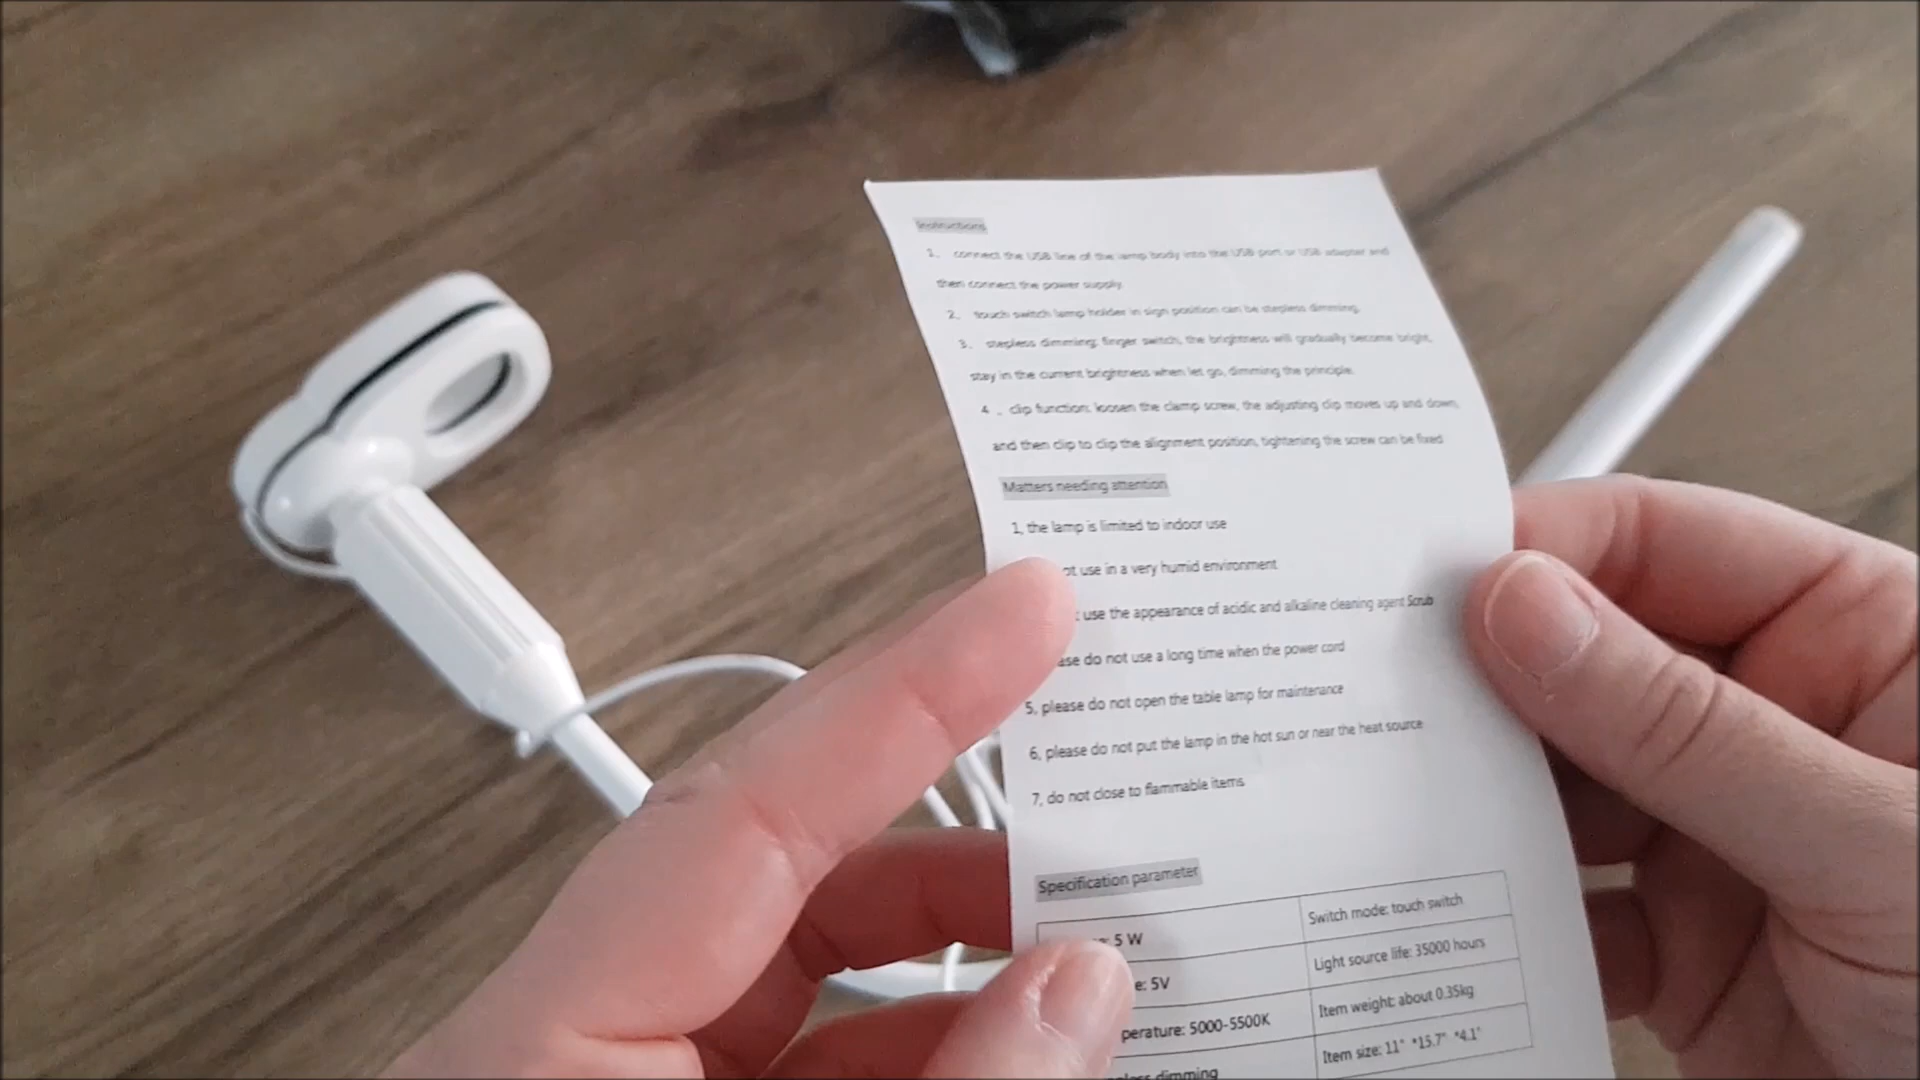 Instructions
1、 connect the USB line of the lamp body into the USB port or USB adapter and
then connect the power supply.
2、 touch switch lamp holder in sign position can be stepless dimming.
3、 stepless dimming: finger switch, the brightness will gradually become bright,
stay in the current brightness when let go, dimming the principle.
4 、clip function: loosen the clamp screw, the adjusting clip moves up and down,
and then clip to clip the alignment position, tightening the screw can be fixed
Matters needing attention
1, the lamp is limited to indoor use
use in a very humid environment
use the appearance of acidic and alkaline cleaning agent Scrub
do not use a long time when the power cord
5, please do not open the table lamp for maintenance
6, please do not put the lamp in the hot sun or near the heat source
7, do not close to flammable items
Specification parameter
5 W
Switch mode: touch switch
5V
Light source life: 35000 hours
perature: 5000-5500K
Item weight: about 0.35kg
dimming
Item size: 11" *15.7" *4.1"